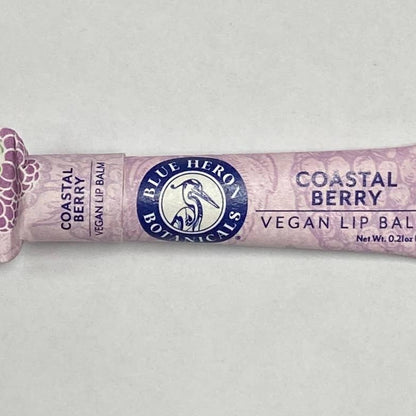 COASTAL
BERRY
VEGAN LIP BALM
BLUE HERON
BOTANICALS
COASTAL
BERRY
VEGAN LIP BAL
Net Wt. 0.21oz